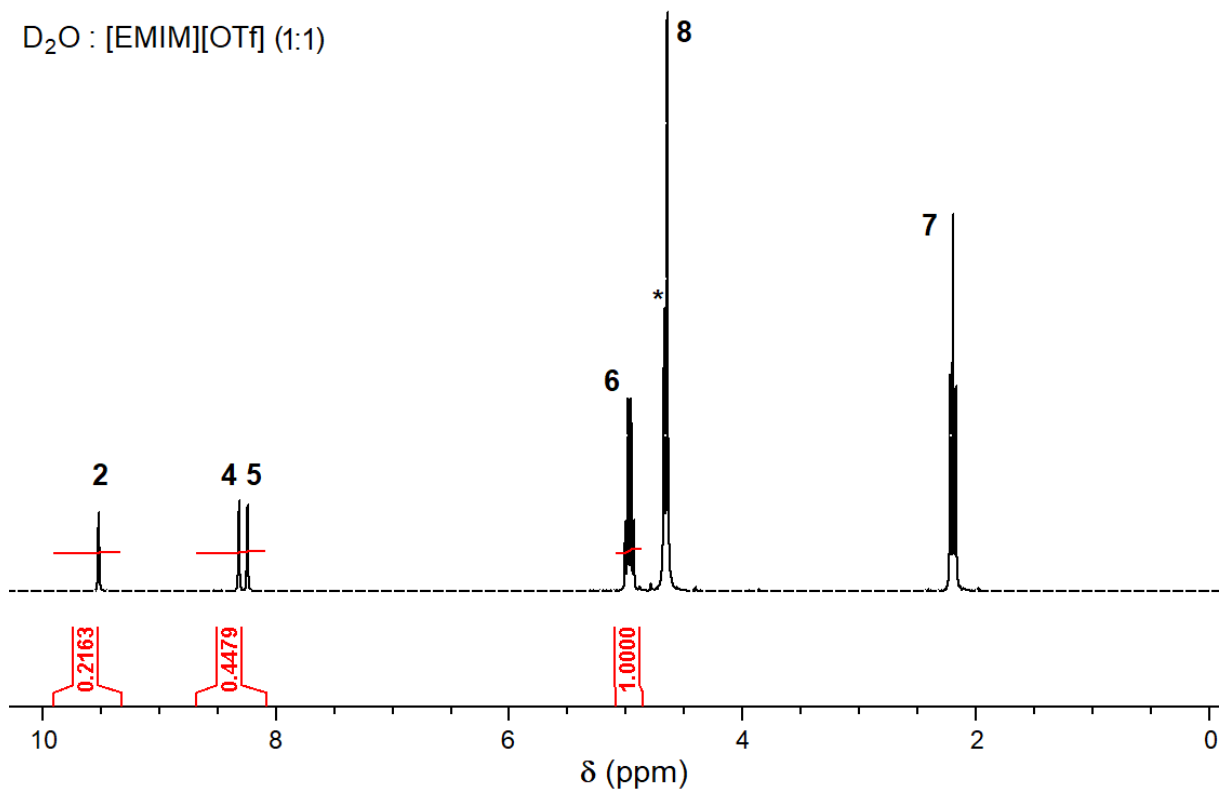 D₂O : [EMIM][OTf] (1:1)
8
7
*
6
2 4 5
0.2163 0.4479 1.0000
10 8 6 4 2 0
δ (ppm)